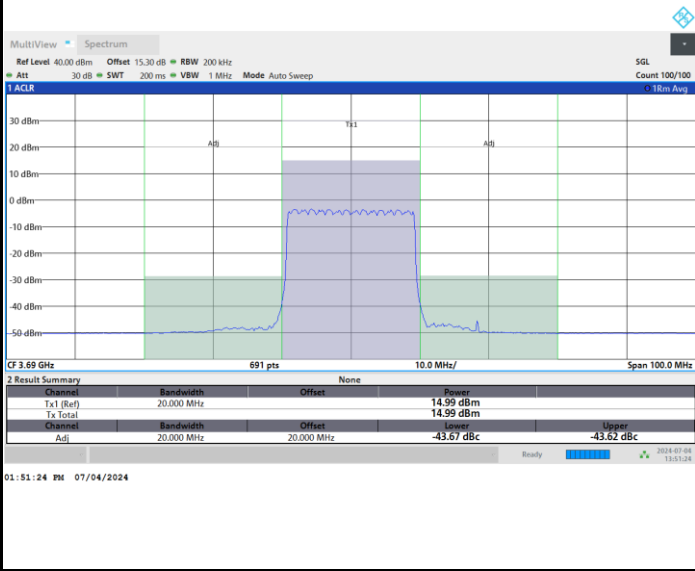 MultiView Spectrum
Ref Level 40.00 dBm Offset 15.30 dB RBW 200 kHz SGL
Att 30 dB SWT 200 ms VBW 1 MHz Mode Auto Sweep Count 100/100
1 ACLR 1Rm Avg
30 dBm
Tx1
20 dBm
Adj Adj
10 dBm
0 dBm
-10 dBm
-20 dBm
-30 dBm
-40 dBm
-50 dBm
CF 3.69 GHz 691 pts 10.0 MHz/ Span 100.0 MHz
2 Result Summary None
Channel Bandwidth Offset Power
Tx1 (Ref) 20.000 MHz 14.99 dBm
Tx Total 14.99 dBm
Channel Bandwidth Offset Lower Upper
Adj 20.000 MHz 20.000 MHz -43.67 dBc -43.62 dBc
Ready 2024-07-04
13:51:24
01:51:24 PM 07/04/2024